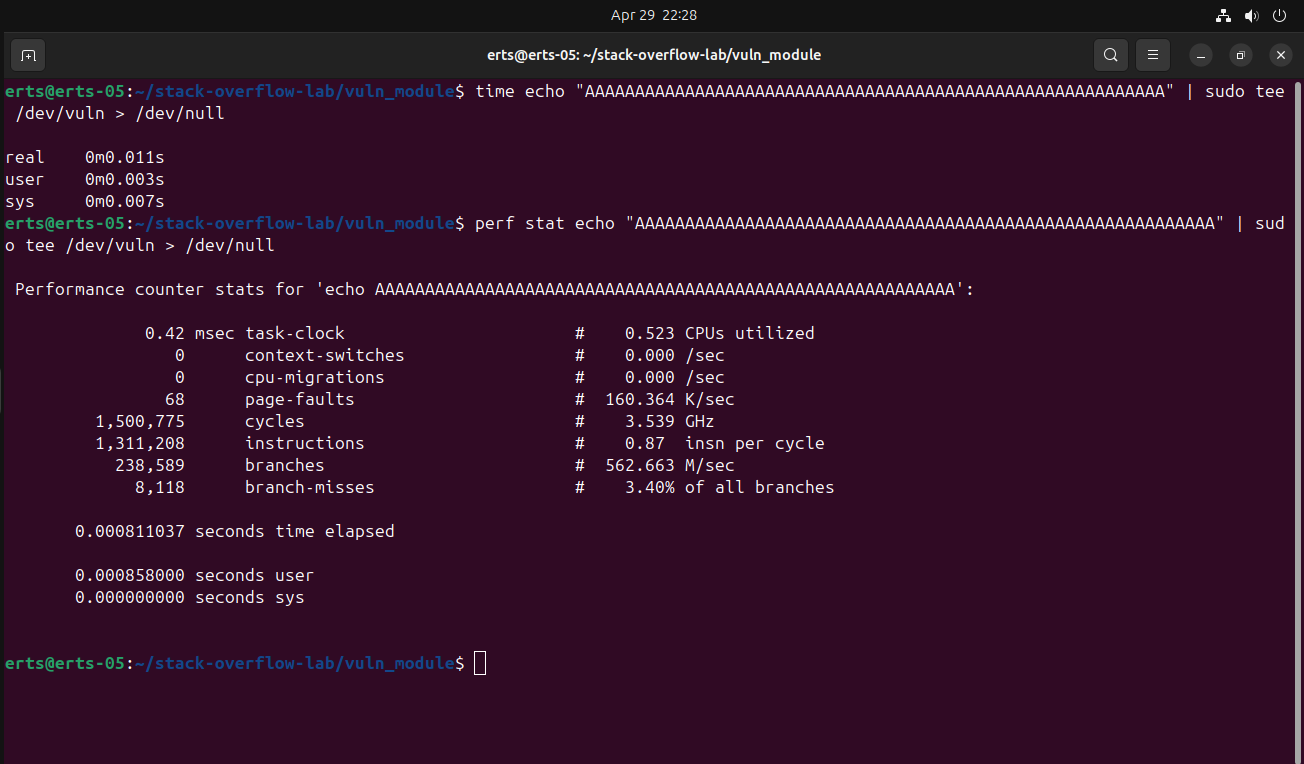 Apr 29 22:28
erts@erts-05: ~/stack-overflow-lab/vuln_module
erts@erts-05:~/stack-overflow-lab/vuln_module$ time echo "AAAAAAAAAAAAAAAAAAAAAAAAAAAAAAAAAAAAAAAAAAAAAAAAAAAAAAAAAA" | sudo tee
/dev/vuln > /dev/null
real 0m0.011s
user 0m0.003s
sys 0m0.007s
erts@erts-05:~/stack-overflow-lab/vuln_module$ perf stat echo "AAAAAAAAAAAAAAAAAAAAAAAAAAAAAAAAAAAAAAAAAAAAAAAAAAAAAAAAAA" | sud
o tee /dev/vuln > /dev/null
Performance counter stats for 'echo AAAAAAAAAAAAAAAAAAAAAAAAAAAAAAAAAAAAAAAAAAAAAAAAAAAAAAAAAA':
0.42 msec task-clock # 0.523 CPUs utilized
0 context-switches # 0.000 /sec
0 cpu-migrations # 0.000 /sec
68 page-faults # 160.364 K/sec
1,500,775 cycles # 3.539 GHz
1,311,208 instructions # 0.87 insn per cycle
238,589 branches # 562.663 M/sec
8,118 branch-misses # 3.40% of all branches
0.000811037 seconds time elapsed
0.000858000 seconds user
0.000000000 seconds sys
erts@erts-05:~/stack-overflow-lab/vuln_module$